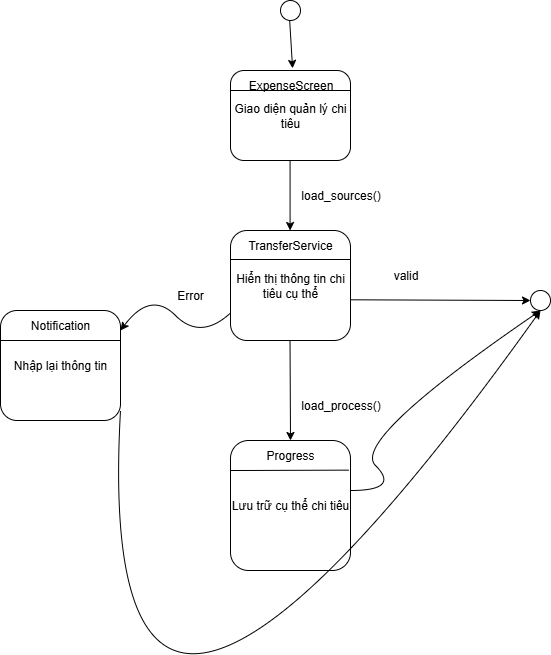 ExpenseScreen
Giao diện quản lý chi
tiêu
load_sources()
TransferService
Hiển thị thông tin chi
tiêu cụ thể
valid
Error
Notification
Nhập lại thông tin
load_process()
Progress
Lưu trữ cụ thể chi tiêu